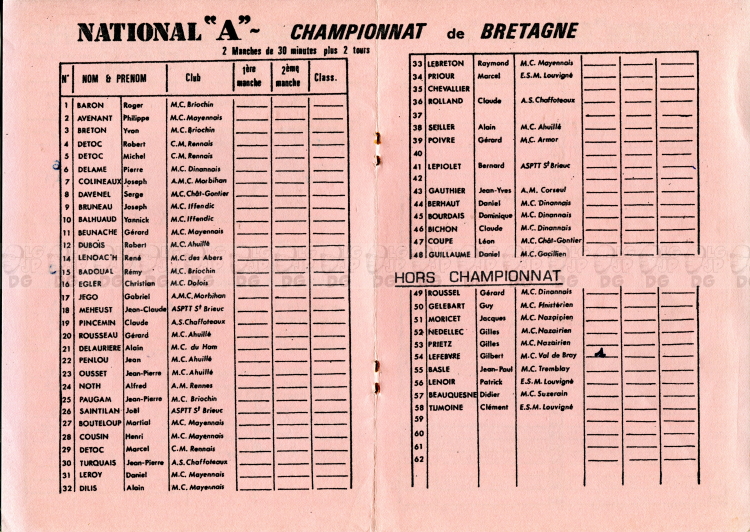 NATIONAL "A" ~ CHAMPIONNAT de BRETAGNE
2 Manches de 30 minutes plus 2 tours
N° NOM & PRENOM Club 1ère manche 2ème manche Class.
1 BARON Roger M.C. Briochin
2 AVENANT Philippe M.C. Mayennais
3 BRETON Yvon M.C. Briochin
4 DETOC Robert C.M. Rennais
5 DETOC Michel C.M. Rennais
6 DELAME Pierre M.C. Dinannais
7 COLINEAUX Joseph A.M.C. Morbihan
8 DAVENEL Serge M.C. Chât-Gontier
9 BRUNEAU Joseph M.C. Iffendic
10 BALHUAUD Yannick M.C. Iffendic
11 BEUNACHE Gérard M.C. Mayennais
12 DUBOIS Robert M.C. Ahuillé
14 LENOAC'H René M.C. des Abers
15 BADOUAL Rémy M.C. Briochin
16 EGLER Christian M.C. Dolois
17 JEGO Gabriel A.M.C. Morbihan
18 MEHEUST Jean-Claude ASPTT St Brieuc
19 PINCEMIN Claude A.S. Chaffoteaux
20 ROUSSEAU Gérard M.C. Ahuillé
21 DELAURIERE Alain M.C. du Ham
22 PENLOU Jean M.C. Ahuillé
23 OUSSET Jean-Pierre M.C. Ahuillé
24 NOTH Alfred A.M. Rennes
25 PAUGAM Jean-Pierre M.C. Briochin
26 SAINTILAN Joël ASPTT St Brieuc
27 BOUTELOUP Martial M.C. Mayennais
28 COUSIN Henri M.C. Mayennais
29 DETOC Marcel C.M. Rennais
30 TURQUAIS Jean-Pierre A.S. Chaffoteaux
31 LEROY Daniel M.C. Mayennais
32 DILIS Alain M.C. Mayennais
33 LEBRETON Raymond M.C. Mayennais
34 PRIOUR Marcel E.S.M. Louvigné
35 CHEVALLIER
36 ROLLAND Claude A.S. Chaffoteaux
37
38 SEILLER Alain M.C. Ahuillé
39 POIVRE Gérard M.C. Armor
40
41 LEPIOLET Bernard ASPTT St Brieuc
42
43 GAUTHIER Jean-Yves A.M. Corseul
44 BERHAUT Daniel M.C. Dinannais
45 BOURDAIS Dominique M.C. Dinannais
46 BICHON Claude M.C. Dinannais
47 COUPE Léon M.C. Chât-Gontier
48 GUILLAUME Daniel M.C. Gacilien
HORS CHAMPIONNAT
49 ROUSSEL Gérard M.C. Dinannais
50 GELEBART Guy M.C. Finistérien
51 MORICET Jacques M.C. Nazairien
52 NEDELLEC Gilles M.C. Nazairien
53 PRIETZ Gilles M.C. Nazairien
54 LEFEBVRE Gilbert M.C. Val de Bray
55 BASLE Jean-Paul M.C. Tremblay
56 LENOIR Patrick E.S.M. Louvigné
57 BEAUQUESNE Didier M.C. Suzerain
58 TIMOINE Clément E.S.M. Louvigné
59
60
61
62
DG DG DG DG DG DG